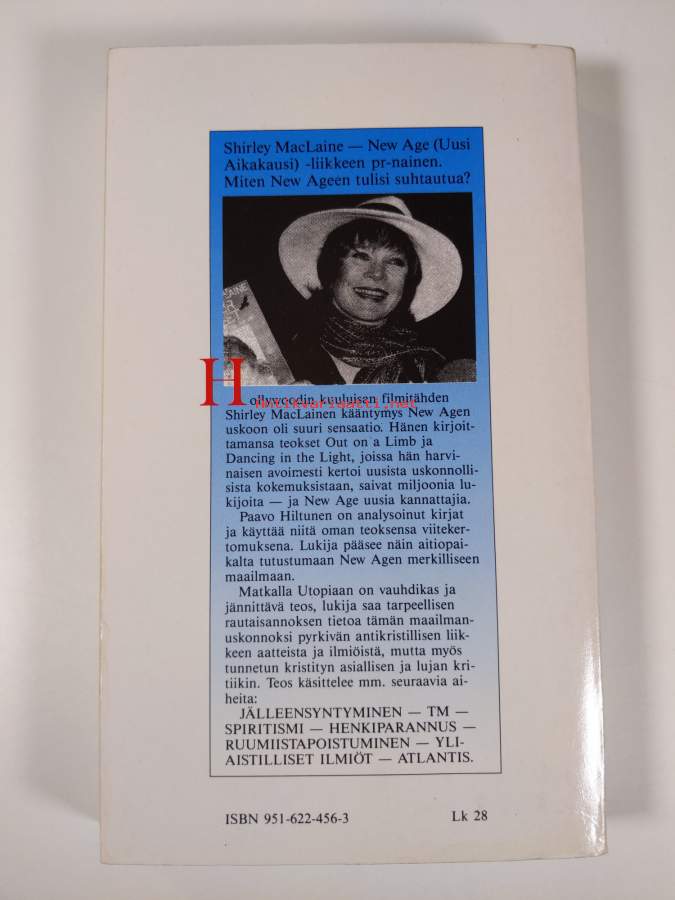 Shirley MacLaine — New Age (Uusi
Aikakausi) -liikkeen pr-nainen.
Miten New Ageen tulisi suhtautua?
LAINE
H
ollywoodin kuuluisan filmitähden
Antikvariaatti.net
Shirley MacLainen kääntymys New Agen
uskoon oli suuri sensaatio. Hänen kirjoit-
tamansa teokset Out on a Limb ja
Dancing in the Light, joissa hän harvi-
naisen avoimesti kertoi uusista uskonnolli-
sista kokemuksistaan, saivat miljoonia lu-
kijoita — ja New Age uusia kannattajia.
Paavo Hiltunen on analysoinut kirjat
ja käyttää niitä oman teoksensa viiteker-
tomuksena. Lukija pääsee näin aitiopai-
kalta tutustumaan New Agen merkilliseen
maailmaan.
Matkalla Utopiaan on vauhdikas ja
jännittävä teos, lukija saa tarpeellisen
rautaisannoksen tietoa tämän maailman-
uskonnoksi pyrkivän antikristillisen liik-
keen aatteista ja ilmiöistä, mutta myös
tunnetun kristityn asiallisen ja lujan kri-
tiikin. Teos käsittelee mm. seuraavia ai-
heita:
JÄLLEENSYNTYMINEN — TM —
SPIRITISMI — HENKIPARANNUS —
RUUMIISTAPOISTUMINEN — YLI-
AISTILLISET ILMIÖT — ATLANTIS.
ISBN 951-622-456-3
Lk 28